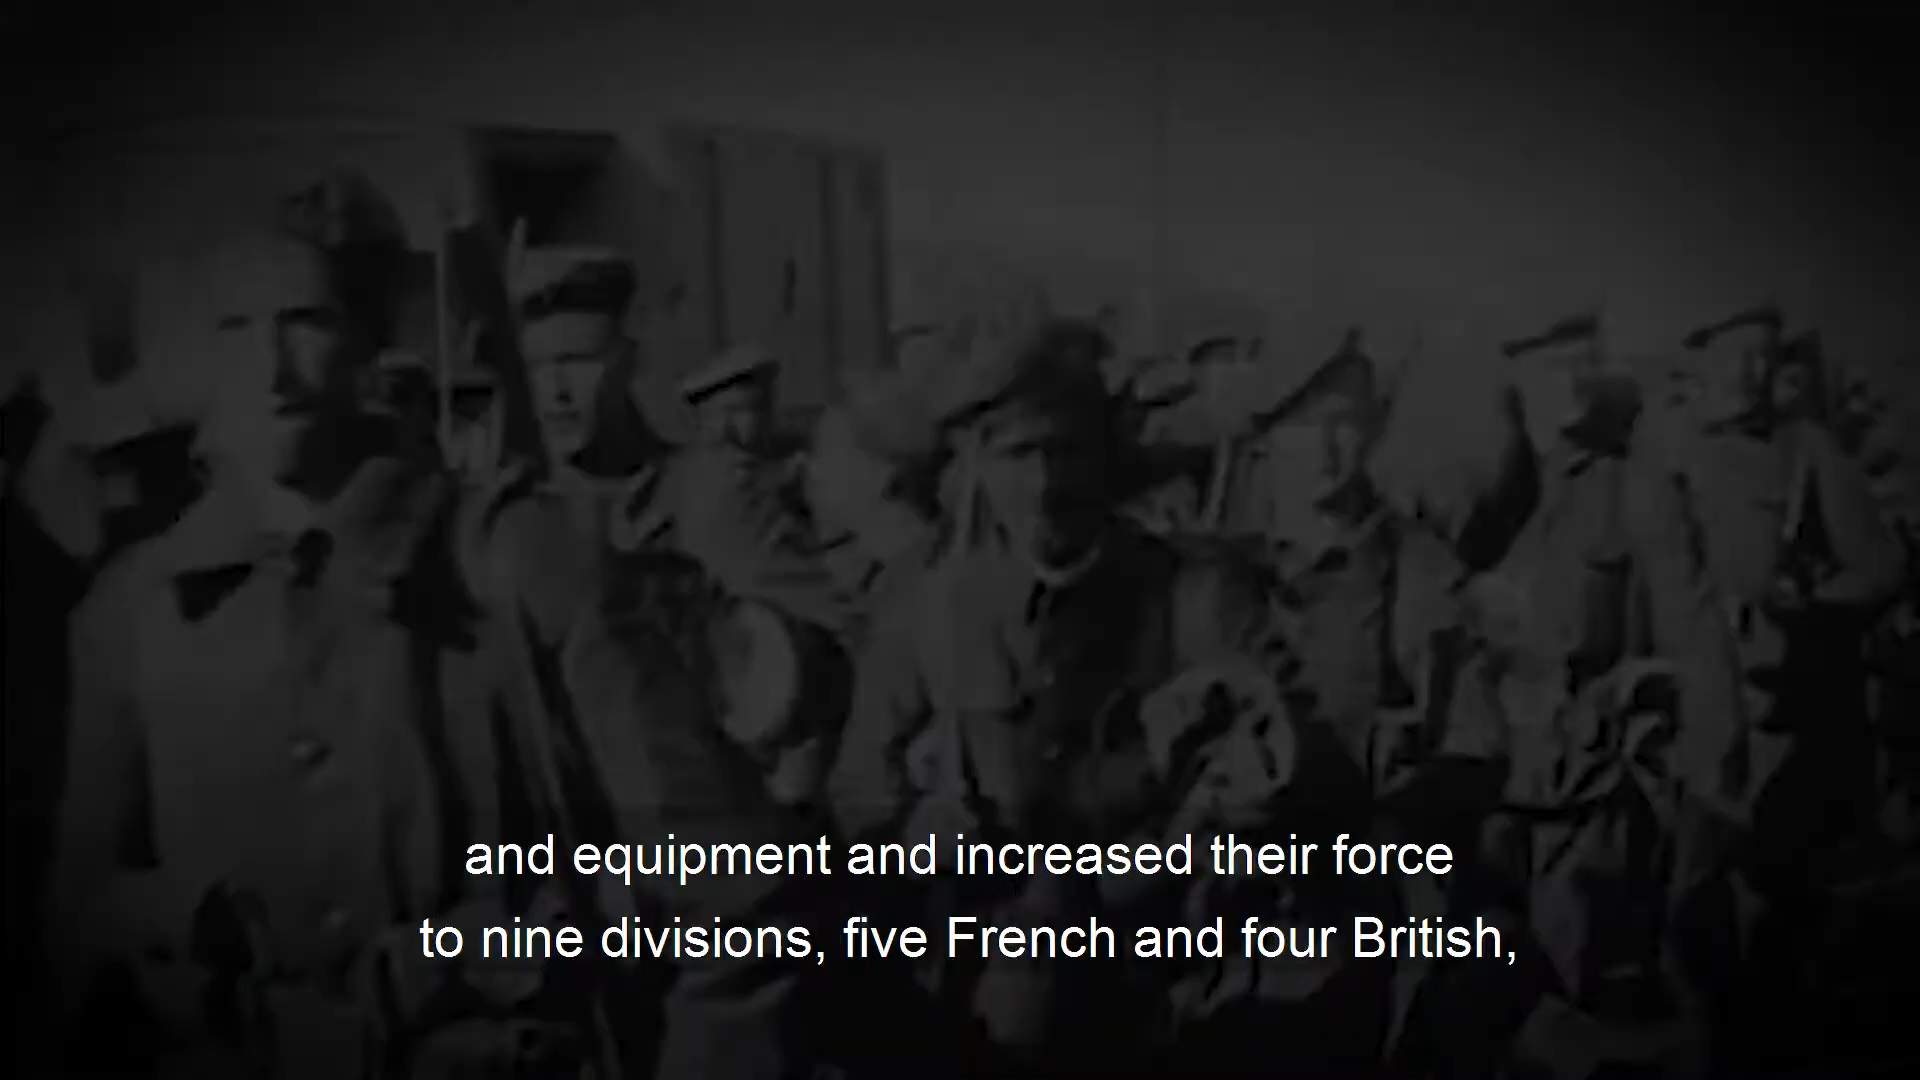 and equipment and increased their force
to nine divisions, five French and four British,